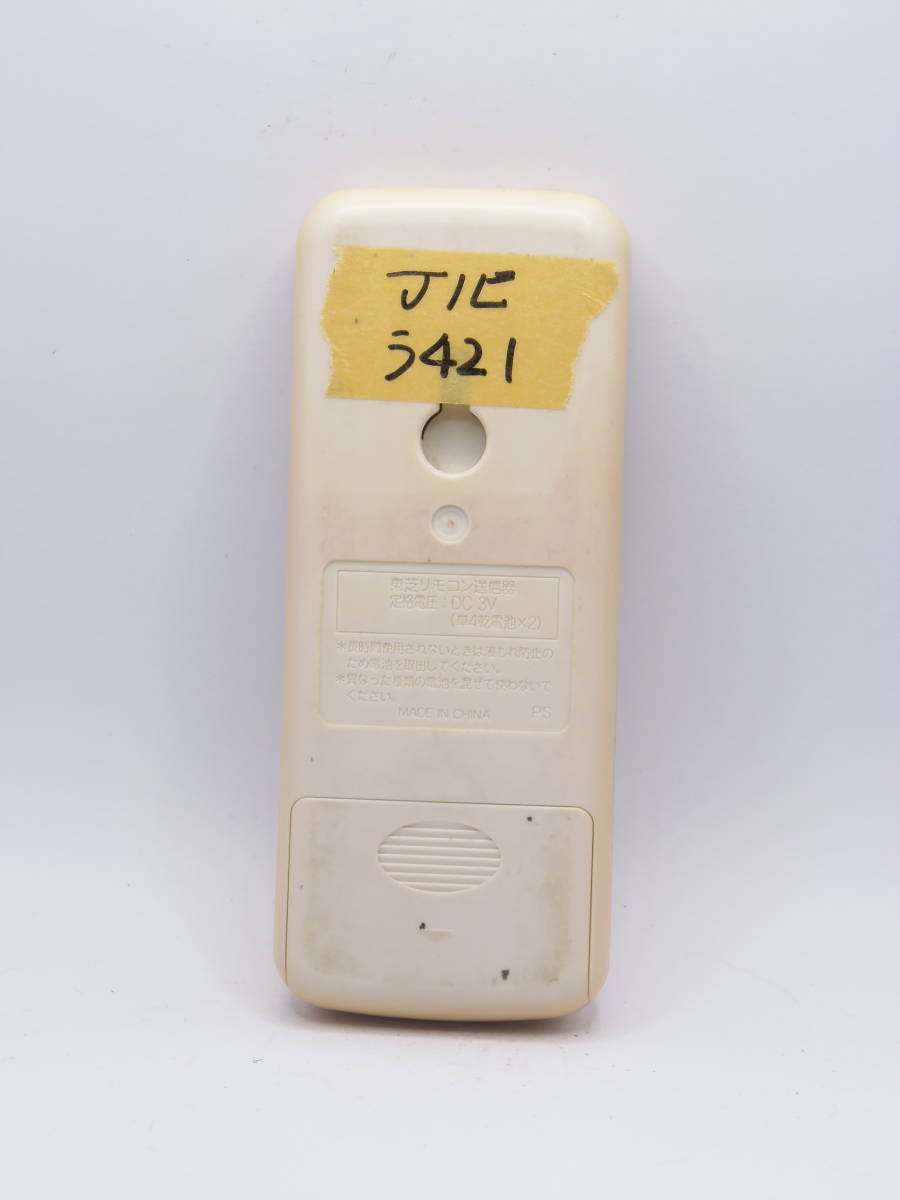 J1ビ
う421
東芝リモコン送信器
定格電圧:DC 3V
(単4乾電池×2)
*長時間使用されないときは液もれ防止の
ため電池を取出してください。
*異なった種類の電池を混ぜて使わないで
ください。
MADE IN CHINA PS